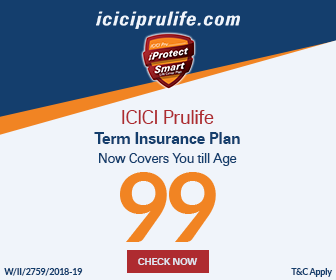 iciciprulife.com
ICICI Pru
iProtect
Smart
ICICI Prulife
Term Insurance Plan
Now Covers You till Age
99
CHECK NOW
W/II/2759/2018-19 T&C Apply